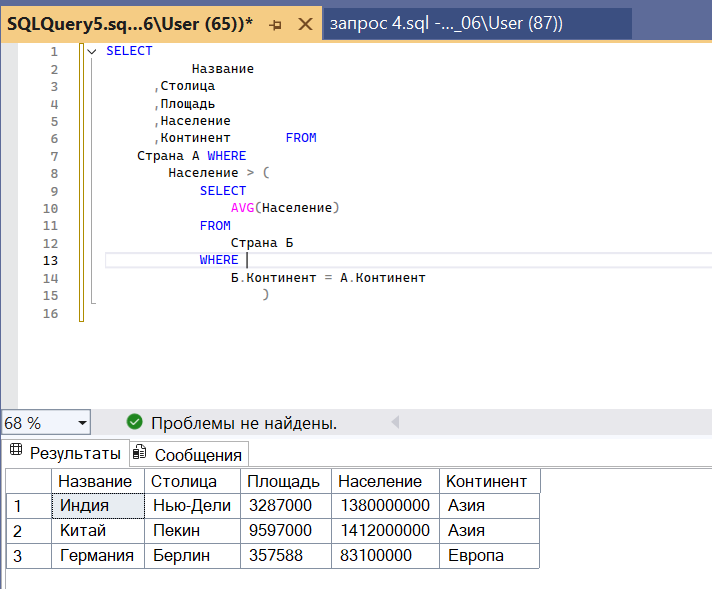 SQLQuery5.sq...6\User (65))*
запрос 4.sql -..._06\User (87))
1 SELECT
2 Название
3 ,Столица
4 ,Площадь
5 ,Население
6 ,Континент FROM
7 Страна А WHERE
8 Население > (
9 SELECT
10 AVG(Население)
11 FROM
12 Страна Б
13 WHERE
14 Б.Континент = А.Континент
15 )
16
68 %
Проблемы не найдены.
Результаты Сообщения
Название Столица Площадь Население Континент
1 Индия Нью-Дели 3287000 1380000000 Азия
2 Китай Пекин 9597000 1412000000 Азия
3 Германия Берлин 357588 83100000 Европа